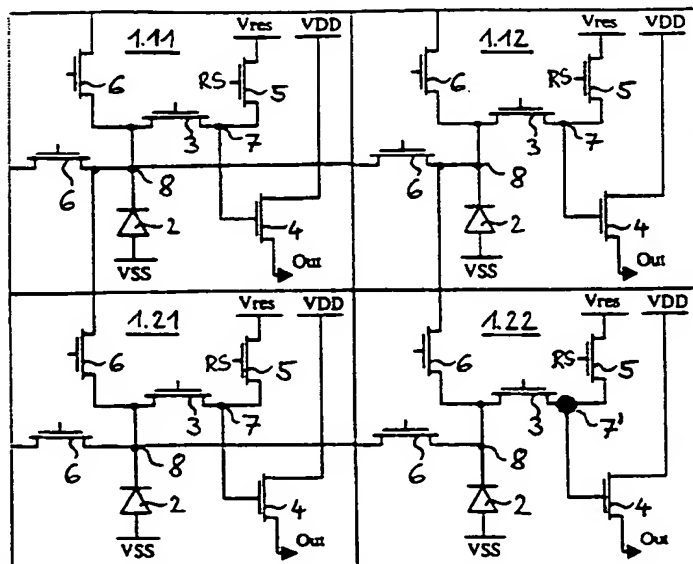 Vres VDD Vres VDD
1.11 1.12
6 RS 5 6 RS 5
3 7 3 7
6 8 6 8
2 4 2 4
VSS Out VSS Out
Vres VDD Vres VDD
1.21 1.22
6 RS 5 6 RS 5
3 7 3 7'
6 8 6 8
2 4 2 4
VSS Out VSS Out